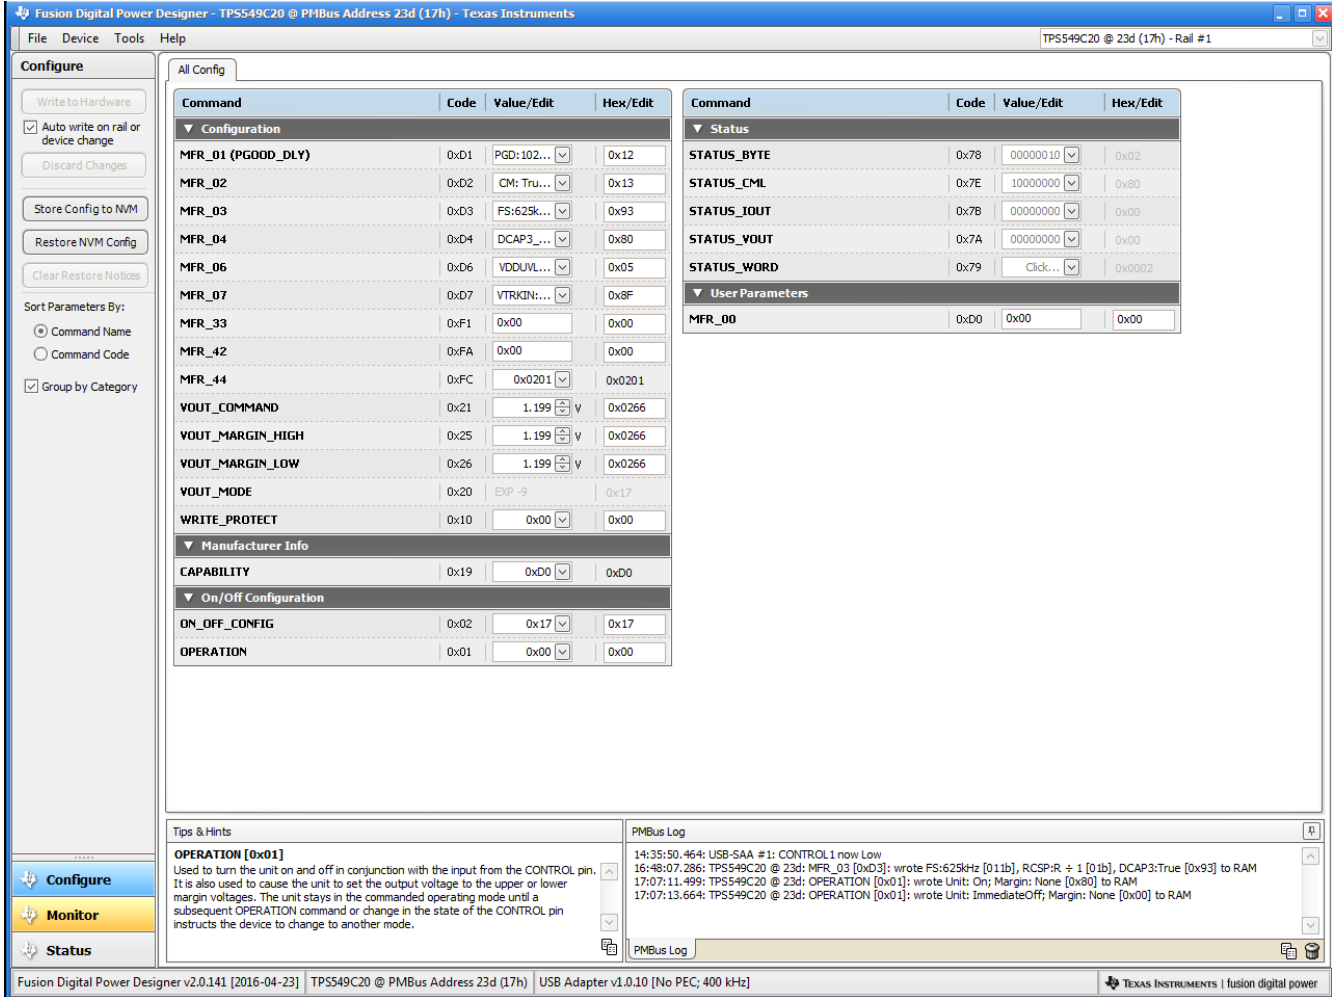 Fusion Digital Power Designer - TPS549C20 @ PMBus Address 23d (17h) - Texas Instruments
File Device Tools Help
TPS549C20 @ 23d (17h) - Rail #1
Configure
Write to Hardware
Auto write on rail or
device change
Discard Changes
Store Config to NVM
Restore NVM Config
Clear Restore Notices
Sort Parameters By:
Command Name
Command Code
Group by Category
All Config
Command Code Value/Edit Hex/Edit
Configuration
MFR_01 (PGOOD_DLY) 0xD1 PGD:102... 0x12
MFR_02 0xD2 CM: Tru... 0x13
MFR_03 0xD3 FS:625k... 0x93
MFR_04 0xD4 DCAP3_... 0x80
MFR_06 0xD6 VDDUVL... 0x05
MFR_07 0xD7 VTRKIN:... 0x8F
MFR_33 0xF1 0x00 0x00
MFR_42 0xFA 0x00 0x00
MFR_44 0xFC 0x0201 0x0201
VOUT_COMMAND 0x21 1.199 V 0x0266
VOUT_MARGIN_HIGH 0x25 1.199 V 0x0266
VOUT_MARGIN_LOW 0x26 1.199 V 0x0266
VOUT_MODE 0x20 EXP -9 0x17
WRITE_PROTECT 0x10 0x00 0x00
Manufacturer Info
CAPABILITY 0x19 0xD0 0xD0
On/Off Configuration
ON_OFF_CONFIG 0x02 0x17 0x17
OPERATION 0x01 0x00 0x00
Command Code Value/Edit Hex/Edit
Status
STATUS_BYTE 0x78 00000010 0x02
STATUS_CML 0x7E 10000000 0x80
STATUS_IOUT 0x7B 00000000 0x00
STATUS_VOUT 0x7A 00000000 0x00
STATUS_WORD 0x79 Click... 0x0002
User Parameters
MFR_00 0xD0 0x00 0x00
Configure
Monitor
Status
Tips & Hints
OPERATION [0x01]
Used to turn the unit on and off in conjunction with the input from the CONTROL pin.
It is also used to cause the unit to set the output voltage to the upper or lower
margin voltages. The unit stays in the commanded operating mode until a
subsequent OPERATION command or change in the state of the CONTROL pin
instructs the device to change to another mode.
PMBus Log
14:35:50.464: USB-SAA #1: CONTROL1 now Low
16:48:07.286: TPS549C20 @ 23d: MFR_03 [0xD3]: wrote FS:625kHz [011b], RCSP:R ÷ 1 [01b], DCAP3:True [0x93] to RAM
17:07:11.499: TPS549C20 @ 23d: OPERATION [0x01]: wrote Unit: On; Margin: None [0x80] to RAM
17:07:13.664: TPS549C20 @ 23d: OPERATION [0x01]: wrote Unit: ImmediateOff; Margin: None [0x00] to RAM
PMBus Log
Fusion Digital Power Designer v2.0.141 [2016-04-23] TPS549C20 @ PMBus Address 23d (17h) USB Adapter v1.0.10 [No PEC; 400 kHz]
TEXAS INSTRUMENTS | fusion digital power